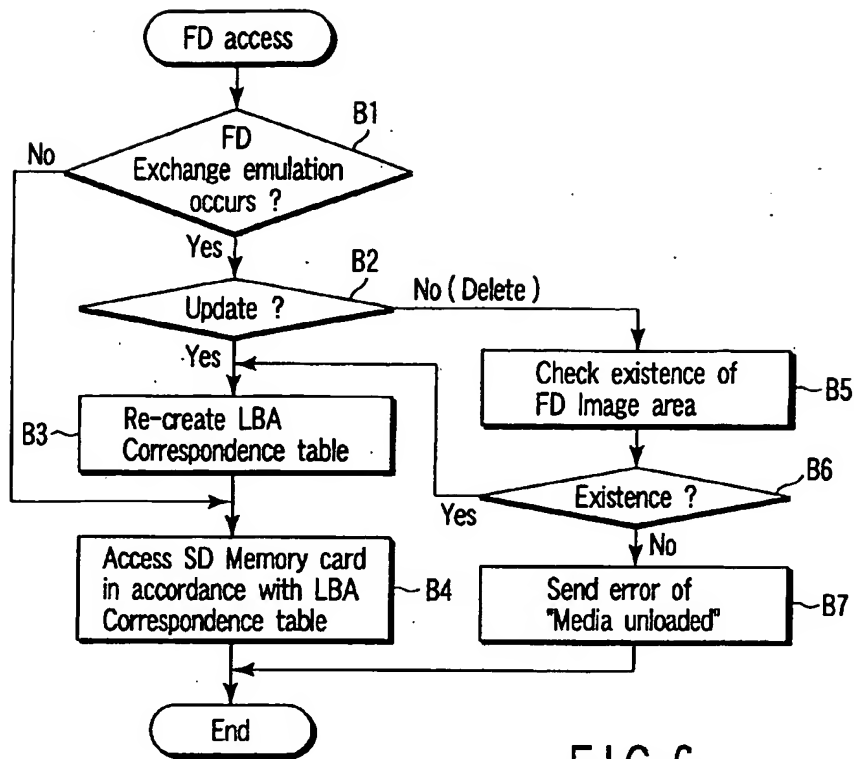 FD access
B1
FD
Exchange emulation
occurs ?
No
Yes
B2
Update ?
No ( Delete )
Yes
Check existence of
FD Image area
B5
B3
Re-create LBA
Correspondence table
B6
Existence ?
Yes
No
Access SD Memory card
in accordance with LBA
Correspondence table
B4
Send error of
"Media unloaded"
B7
End
FIG. 6